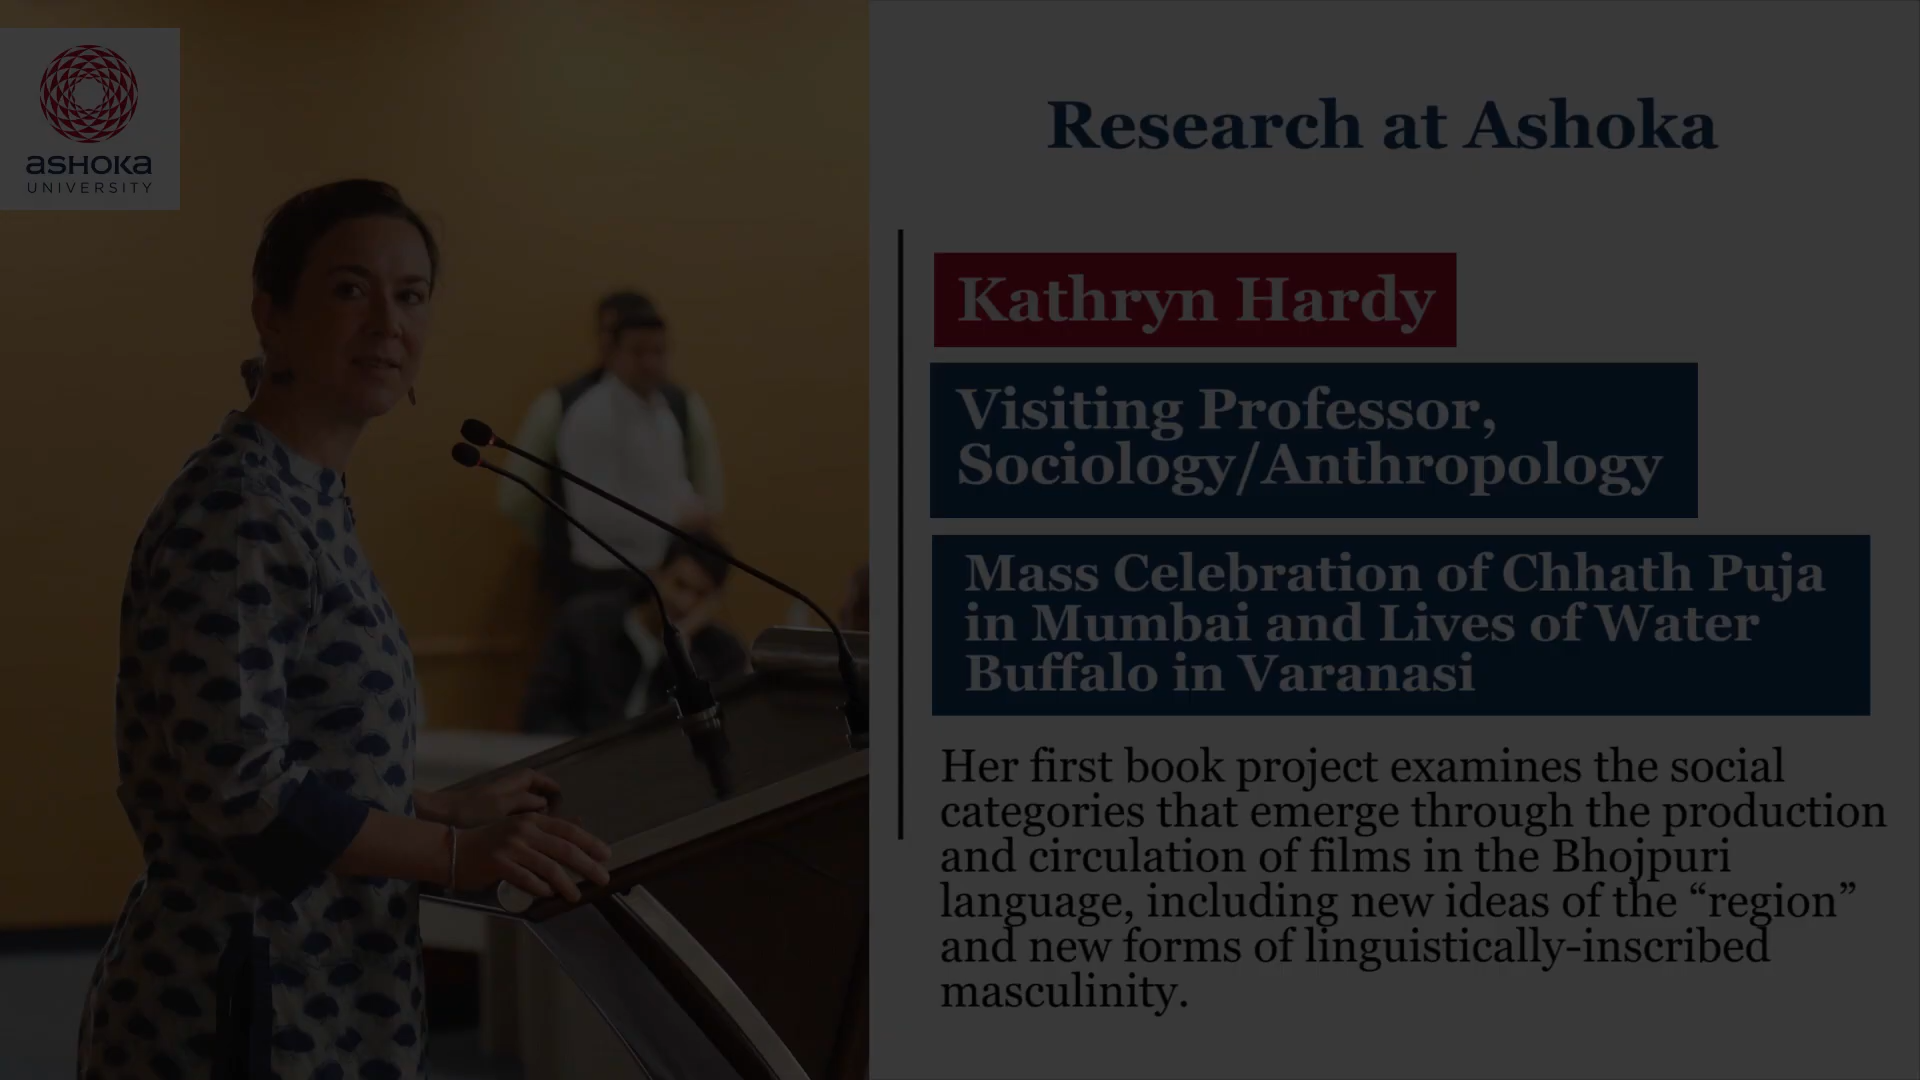 ASHOKA
UNIVERSITY
Research at Ashoka
Kathryn Hardy
Visiting Professor,
Sociology/Anthropology
Mass Celebration of Chhath Puja
in Mumbai and Lives of Water
Buffalo in Varanasi
Her first book project examines the social
categories that emerge through the production
and circulation of films in the Bhojpuri
language, including new ideas of the “region”
and new forms of linguistically-inscribed
masculinity.